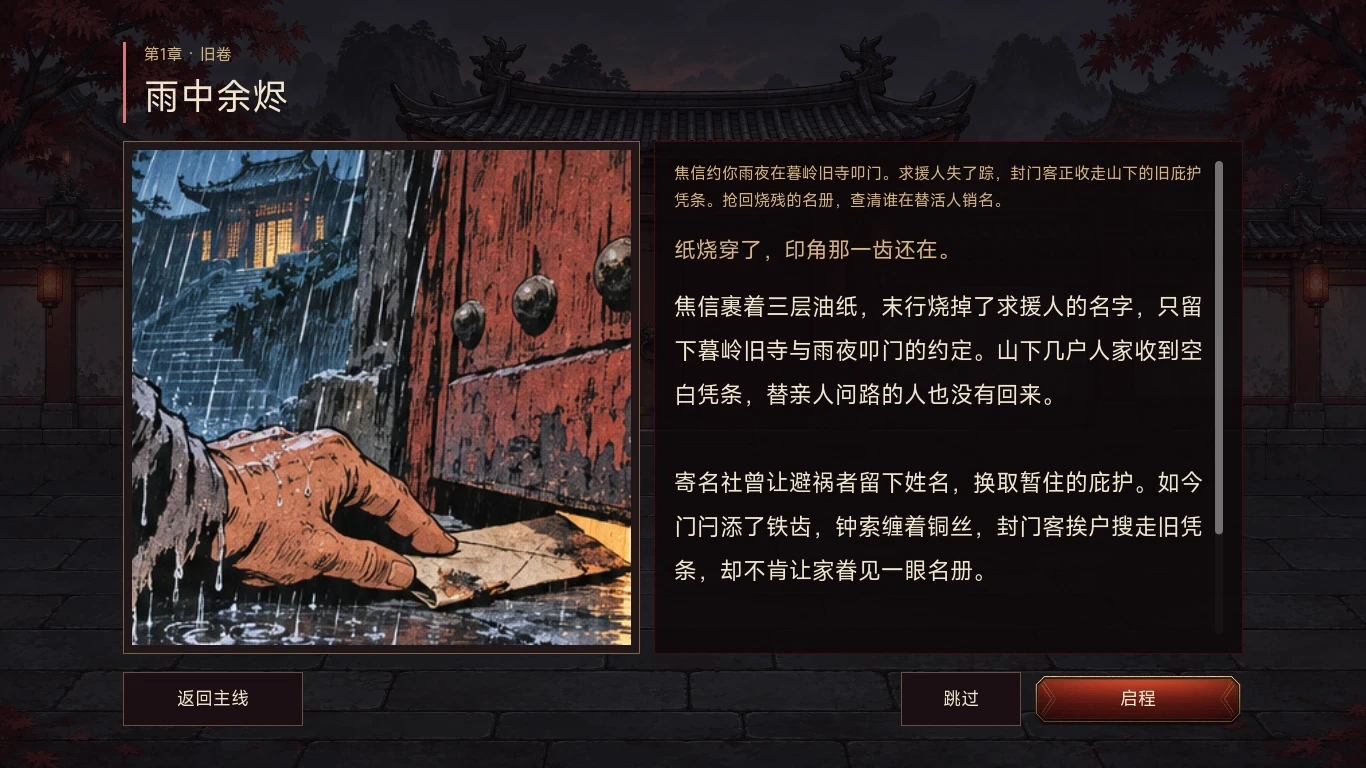 第1章 · 旧卷
雨中余烬
焦信约你雨夜在暮岭旧寺叩门。求援人失了踪，封门客正收走山下的旧庇护
凭条。抢回烧残的名册，查清谁在替活人销名。
纸烧穿了，印角那一齿还在。
焦信裹着三层油纸，末行烧掉了求援人的名字，只留
下暮岭旧寺与雨夜叩门的约定。山下几户人家收到空
白凭条，替亲人问路的人也没有回来。
寄名社曾让避祸者留下姓名，换取暂住的庇护。如今
门闩添了铁齿，钟索缠着铜丝，封门客挨户搜走旧凭
条，却不肯让家眷见一眼名册。
返回主线
跳过
启程